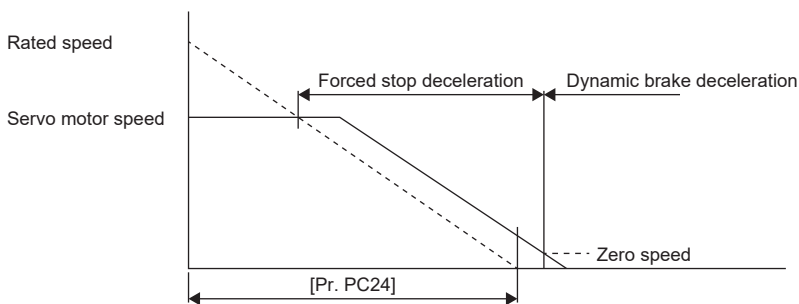 Rated speed
Forced stop deceleration
Dynamic brake deceleration
Servo motor speed
Zero speed
[Pr. PC24]